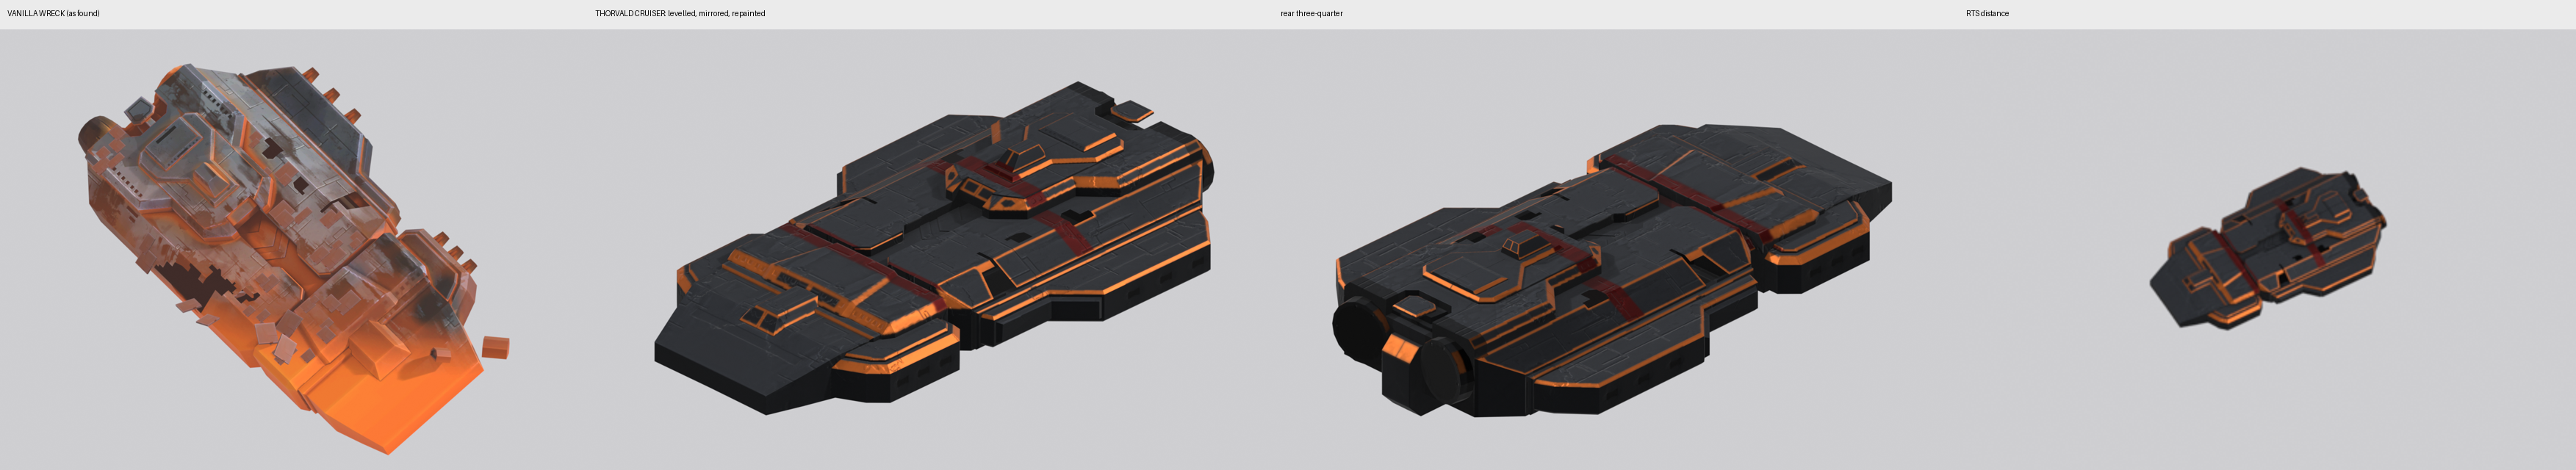 VANILLA WRECK (as found)
THORVALD CRUISER: levelled, mirrored, repainted
rear three-quarter
RTS distance